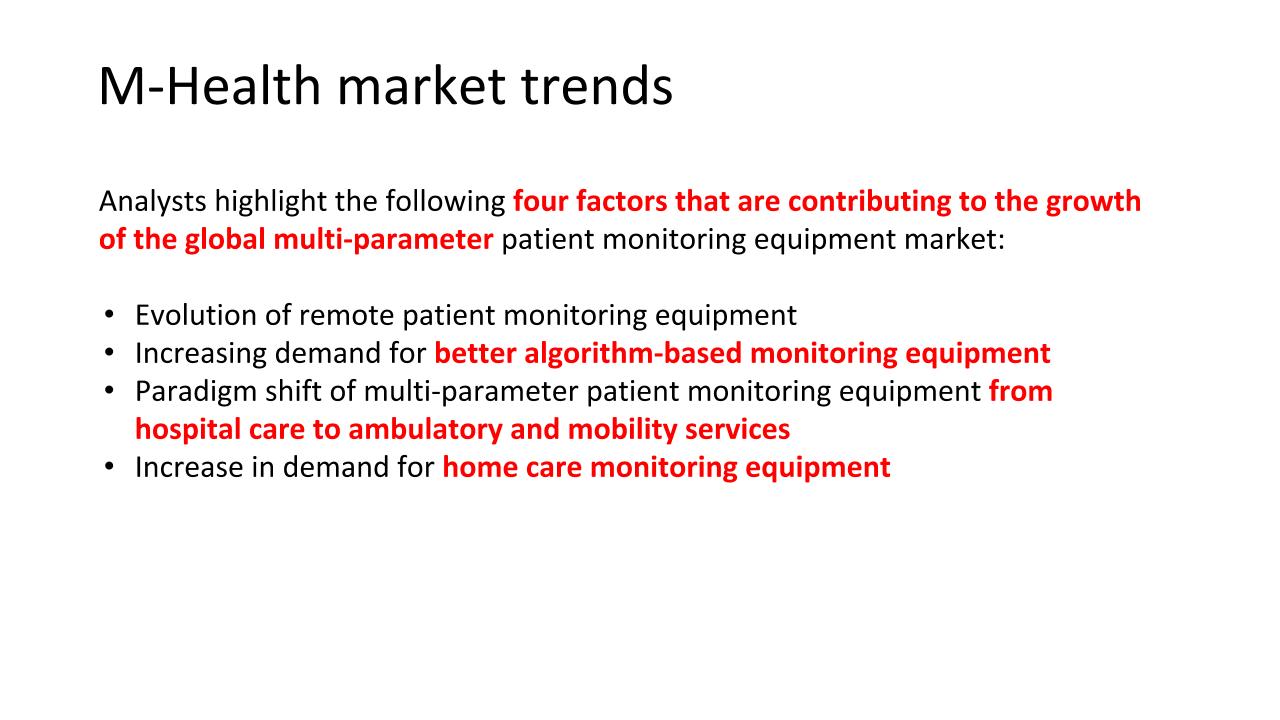 M-Health market trends
Analysts highlight the following four factors that are contributing to the growth
of the global multi-parameter patient monitoring equipment market:
• Evolution of remote patient monitoring equipment
• Increasing demand for better algorithm-based monitoring equipment
• Paradigm shift of multi-parameter patient monitoring equipment from
hospital care to ambulatory and mobility services
• Increase in demand for home care monitoring equipment